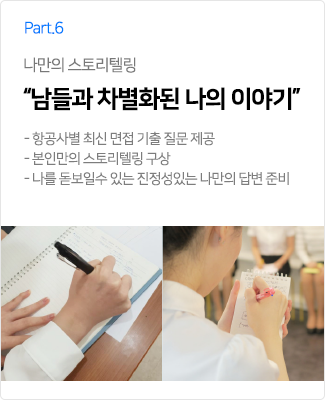 Part.6
나만의 스토리텔링
“남들과 차별화된 나의 이야기”
- 항공사별 최신 면접 기출 질문 제공
- 본인만의 스토리텔링 구상
- 나를 돋보일수 있는 진정성있는 나만의 답변 준비